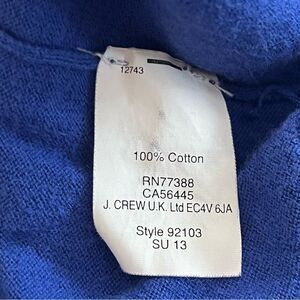 12743
100% Cotton
RN77388
CA56445
J. CREW U.K. Ltd EC4V 6JA
Style 92103
SU 13